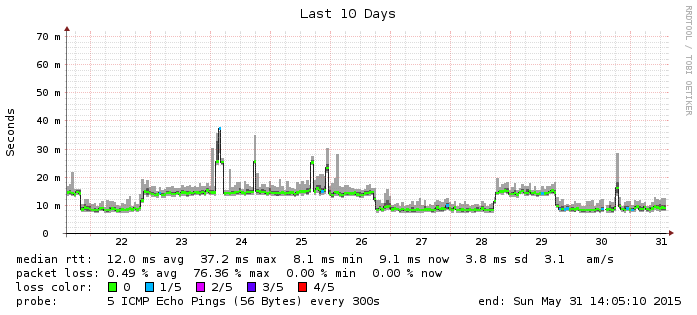 Last 10 Days
RRDTOOL / TOBI OETIKER
Seconds
70 m
60 m
50 m
40 m
30 m
20 m
10 m
0
22 23 24 25 26 27 28 29 30 31
median rtt: 12.0 ms avg 37.2 ms max 8.1 ms min 9.1 ms now 3.8 ms sd 3.1 am/s
packet loss: 0.49 % avg 76.36 % max 0.00 % min 0.00 % now
loss color: 0 1/5 2/5 3/5 4/5
probe: 5 ICMP Echo Pings (56 Bytes) every 300s end: Sun May 31 14:05:10 2015